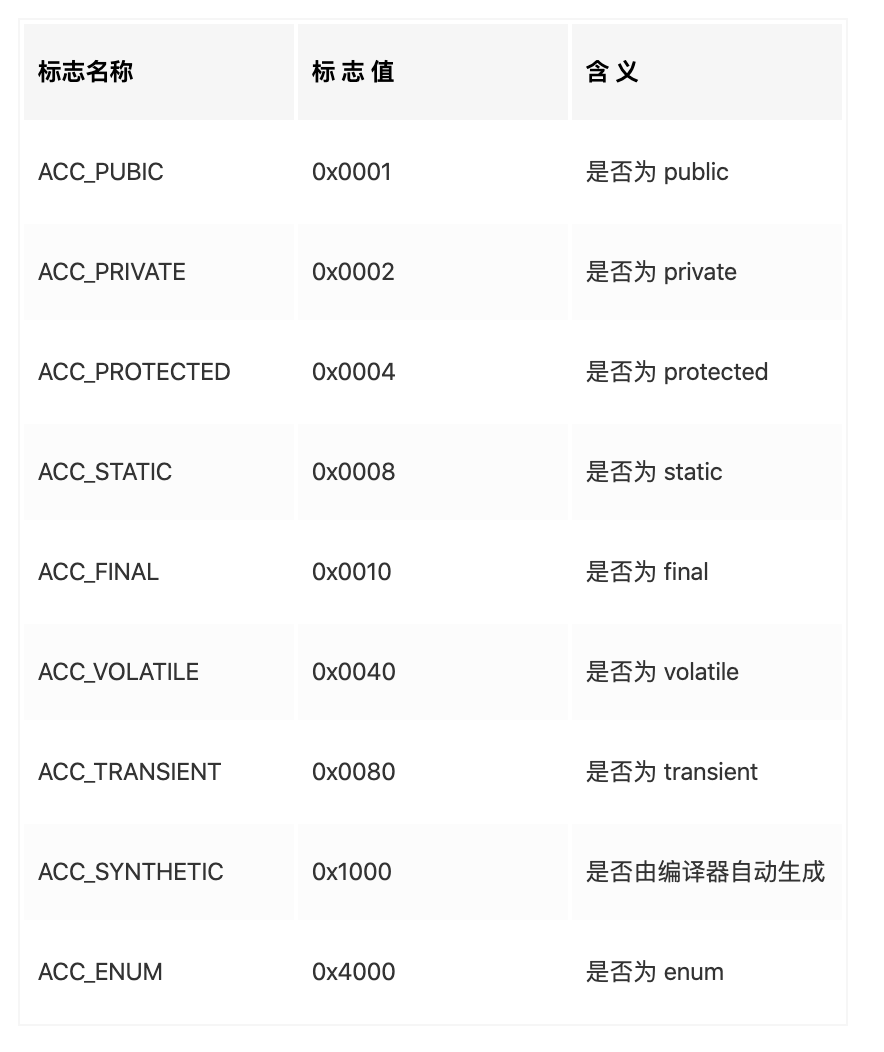 标志名称 标 志 值 含 义
ACC_PUBIC 0x0001 是否为 public
ACC_PRIVATE 0x0002 是否为 private
ACC_PROTECTED 0x0004 是否为 protected
ACC_STATIC 0x0008 是否为 static
ACC_FINAL 0x0010 是否为 final
ACC_VOLATILE 0x0040 是否为 volatile
ACC_TRANSIENT 0x0080 是否为 transient
ACC_SYNTHETIC 0x1000 是否由编译器自动生成
ACC_ENUM 0x4000 是否为 enum